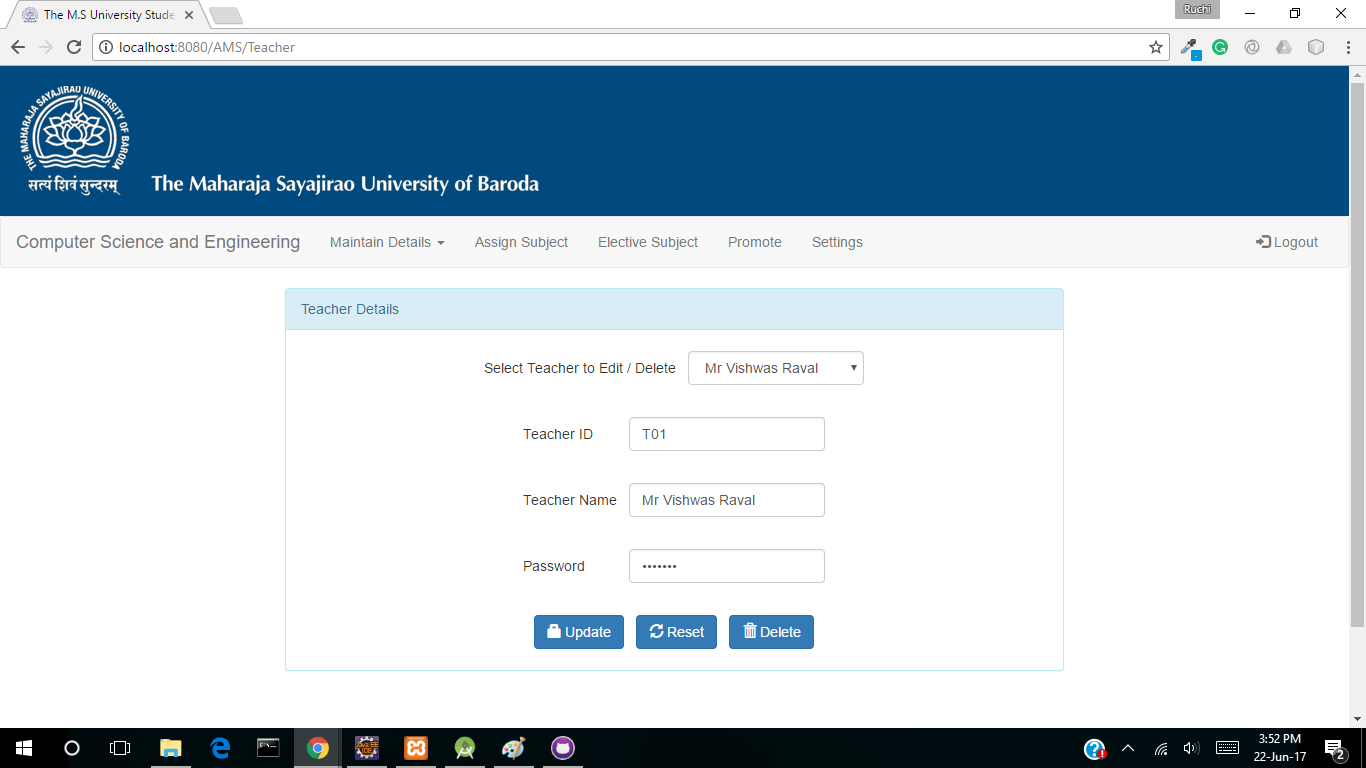 The M.S University Stude
Ruchi
localhost:8080/AMS/Teacher
THE MAHARAJA SAYAJIRAO UNIVERSITY OF BARODA
सत्यं शिवं सुन्दरम्
The Maharaja Sayajirao University of Baroda
Computer Science and Engineering Maintain Details Assign Subject Elective Subject Promote Settings Logout
Teacher Details
Select Teacher to Edit / Delete Mr Vishwas Raval
Teacher ID T01
Teacher Name Mr Vishwas Raval
Password •••••••
Update Reset Delete
3:52 PM
22-Jun-17
2